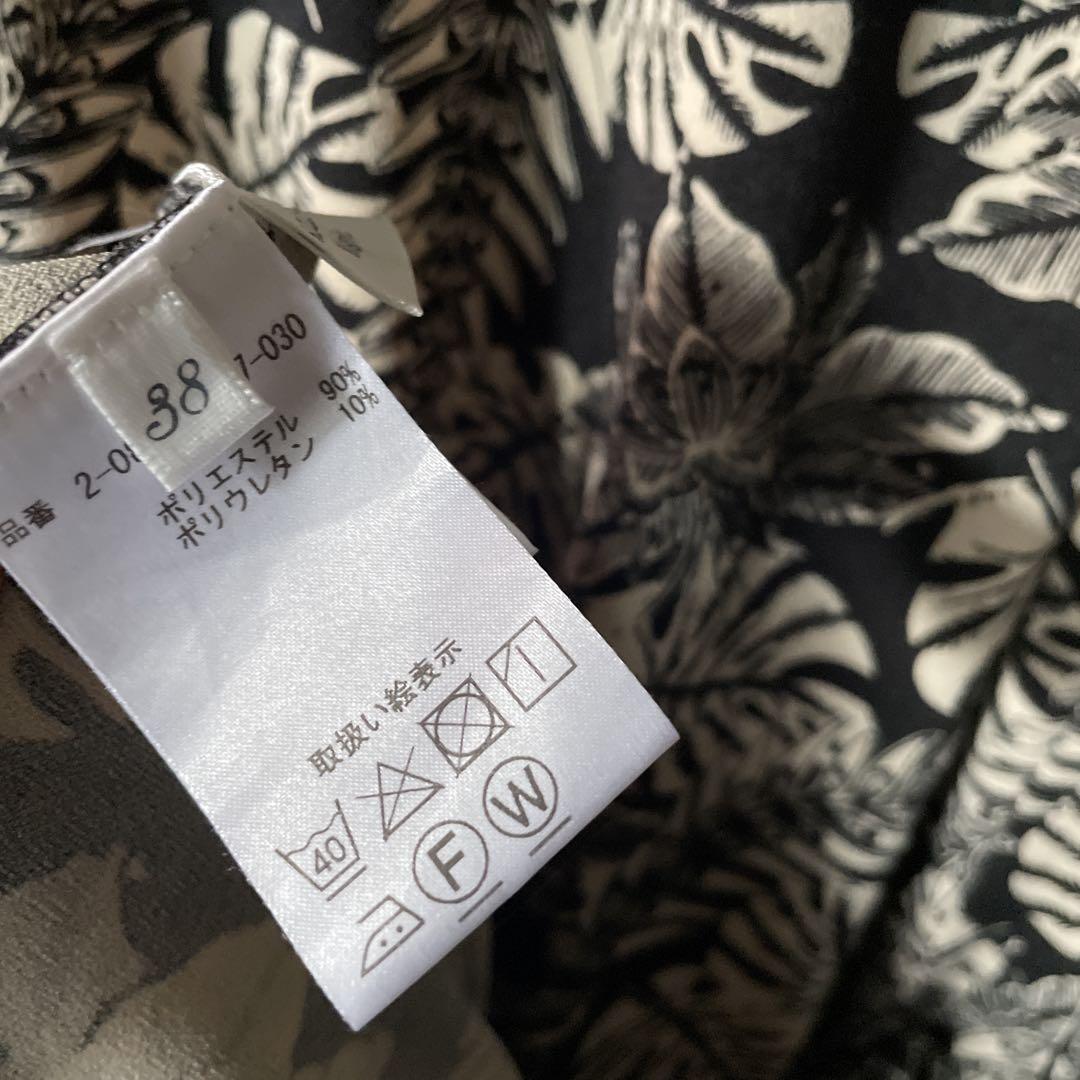 38
品番 2-0 7-030
ポリエステル 90%
ポリウレタン 10%
取扱い絵表示
40
F
W